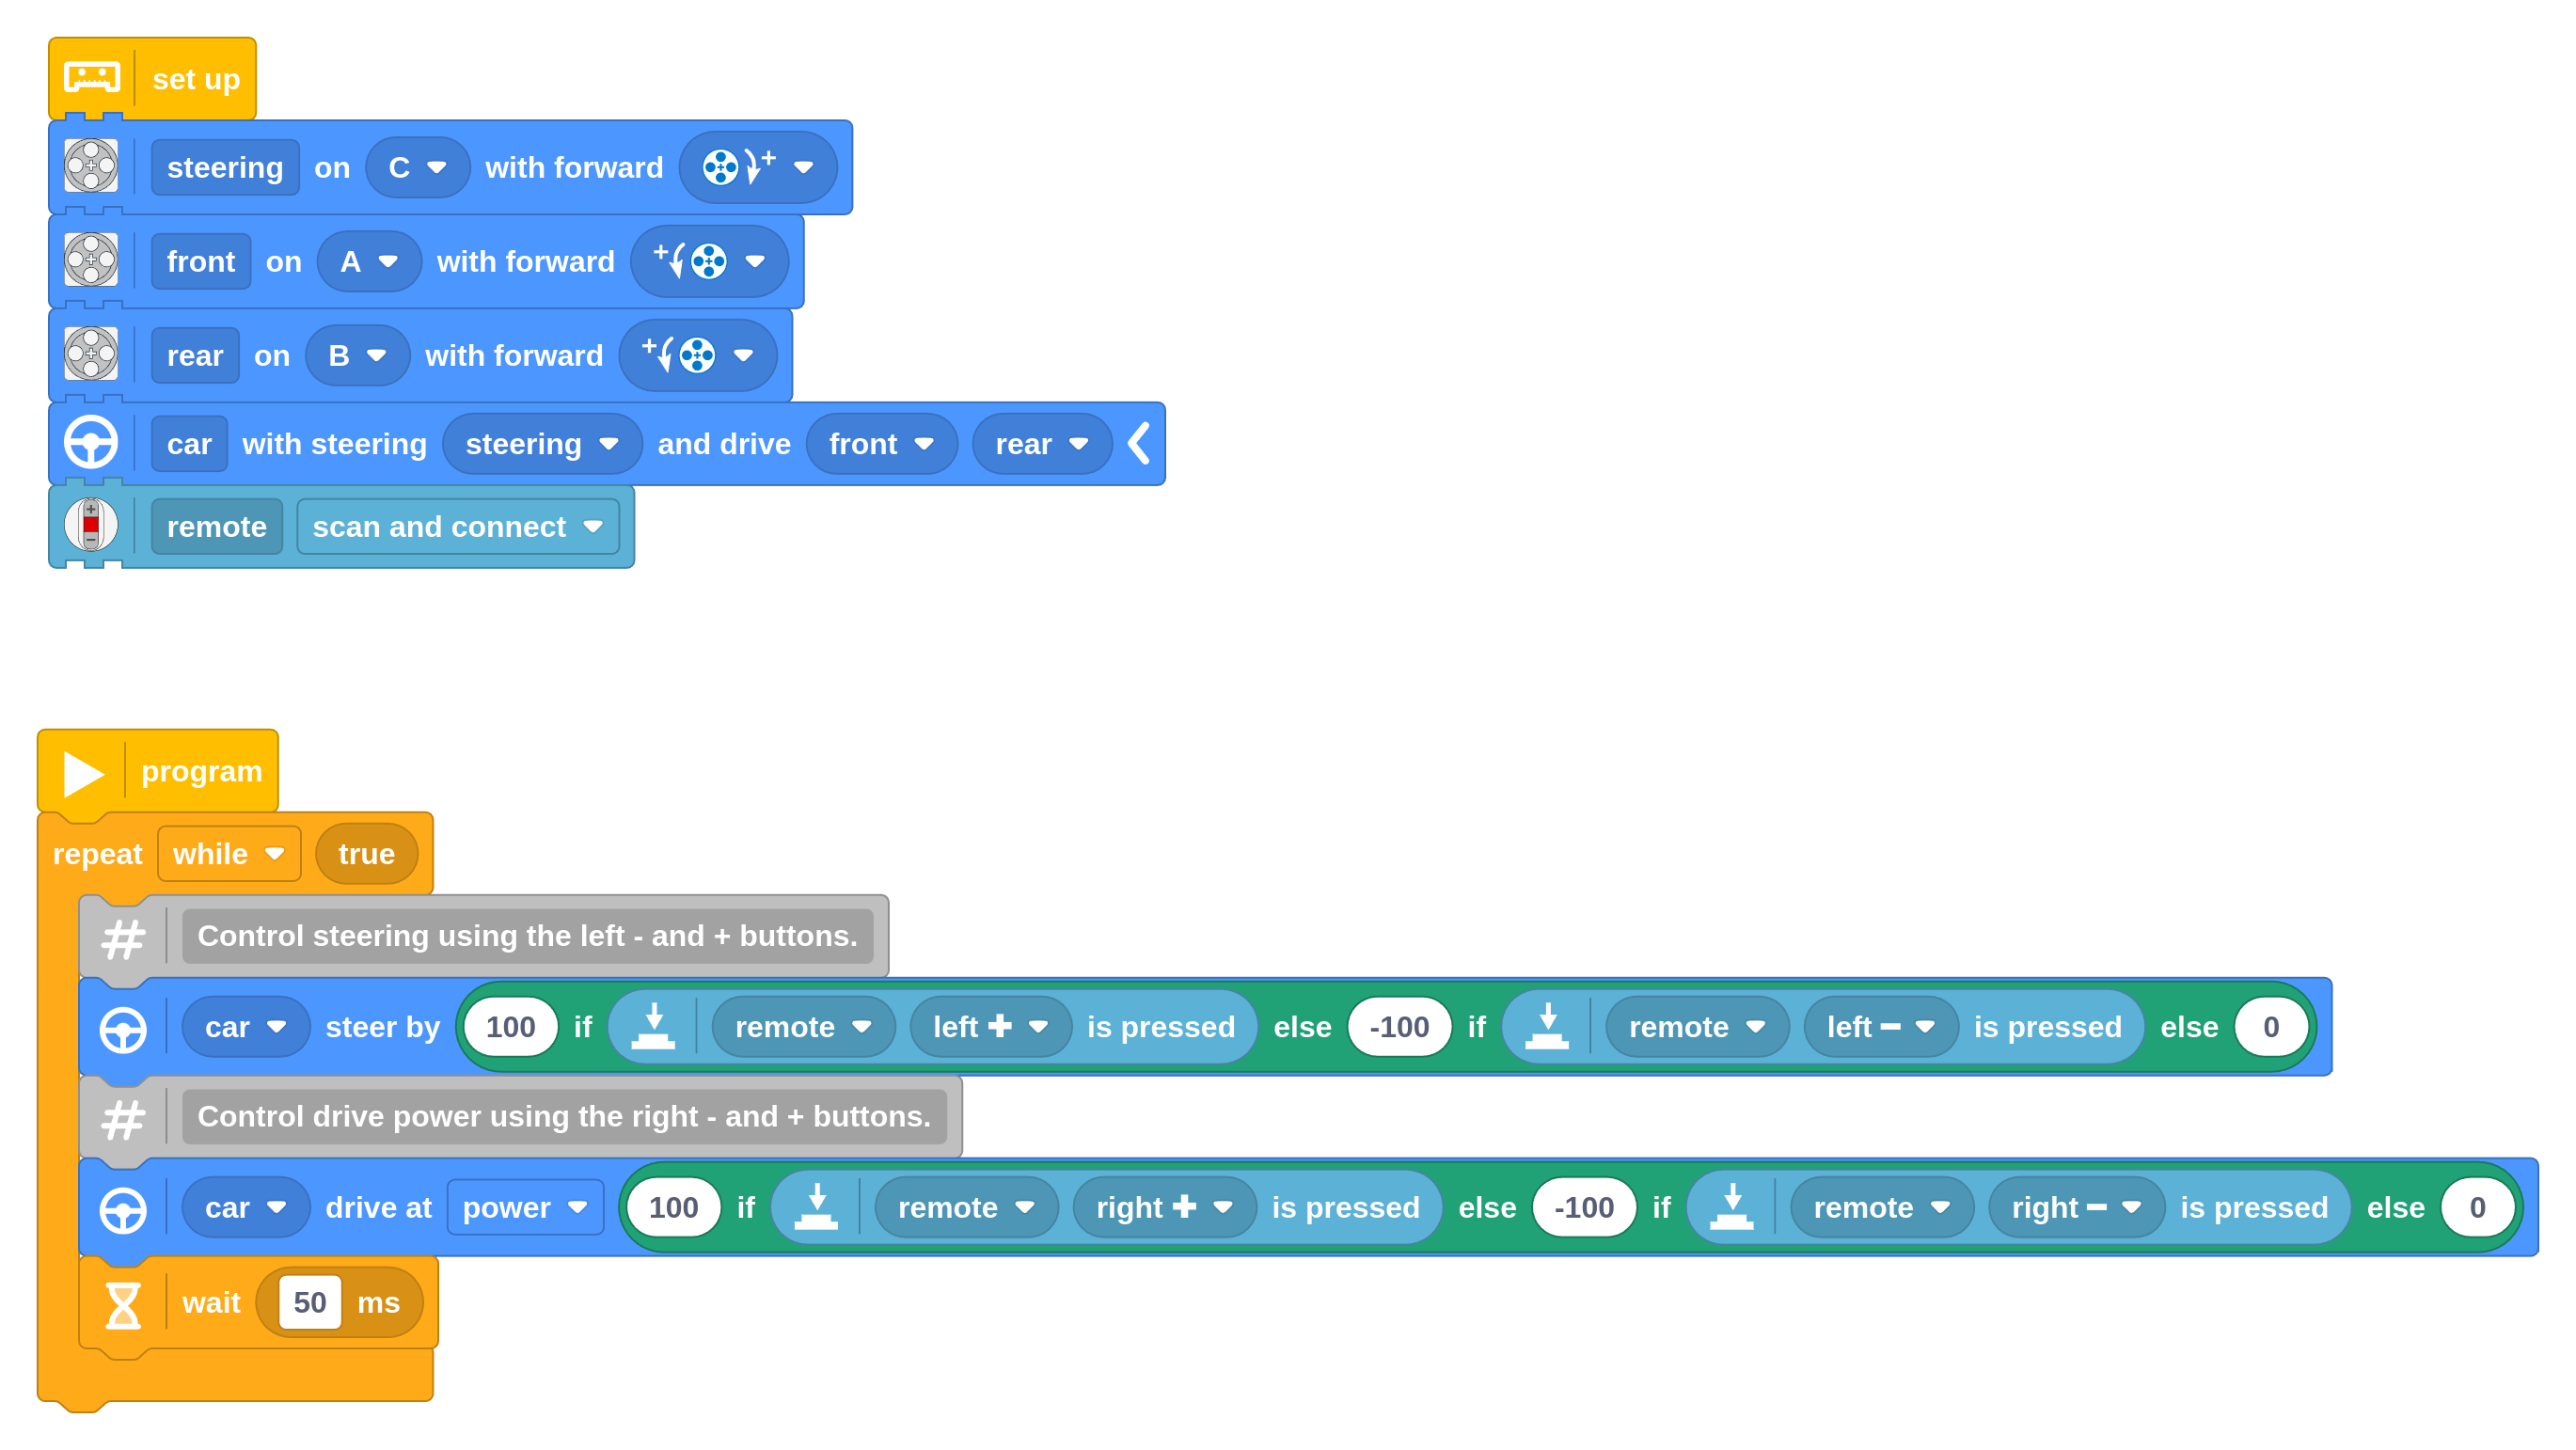 set up
steering on C with forward +
front on A with forward +
rear on B with forward +
car with steering steering and drive front rear
remote scan and connect
program
repeat while true
# Control steering using the left - and + buttons.
car steer by 100 if remote left + is pressed else -100 if remote left − is pressed else 0
# Control drive power using the right - and + buttons.
car drive at power 100 if remote right + is pressed else -100 if remote right − is pressed else 0
wait 50 ms